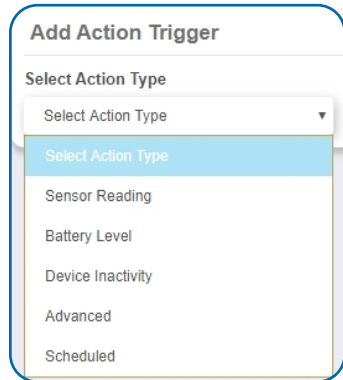 Add Action Trigger
Select Action Type
Select Action Type
Select Action Type
Sensor Reading
Battery Level
Device Inactivity
Advanced
Scheduled